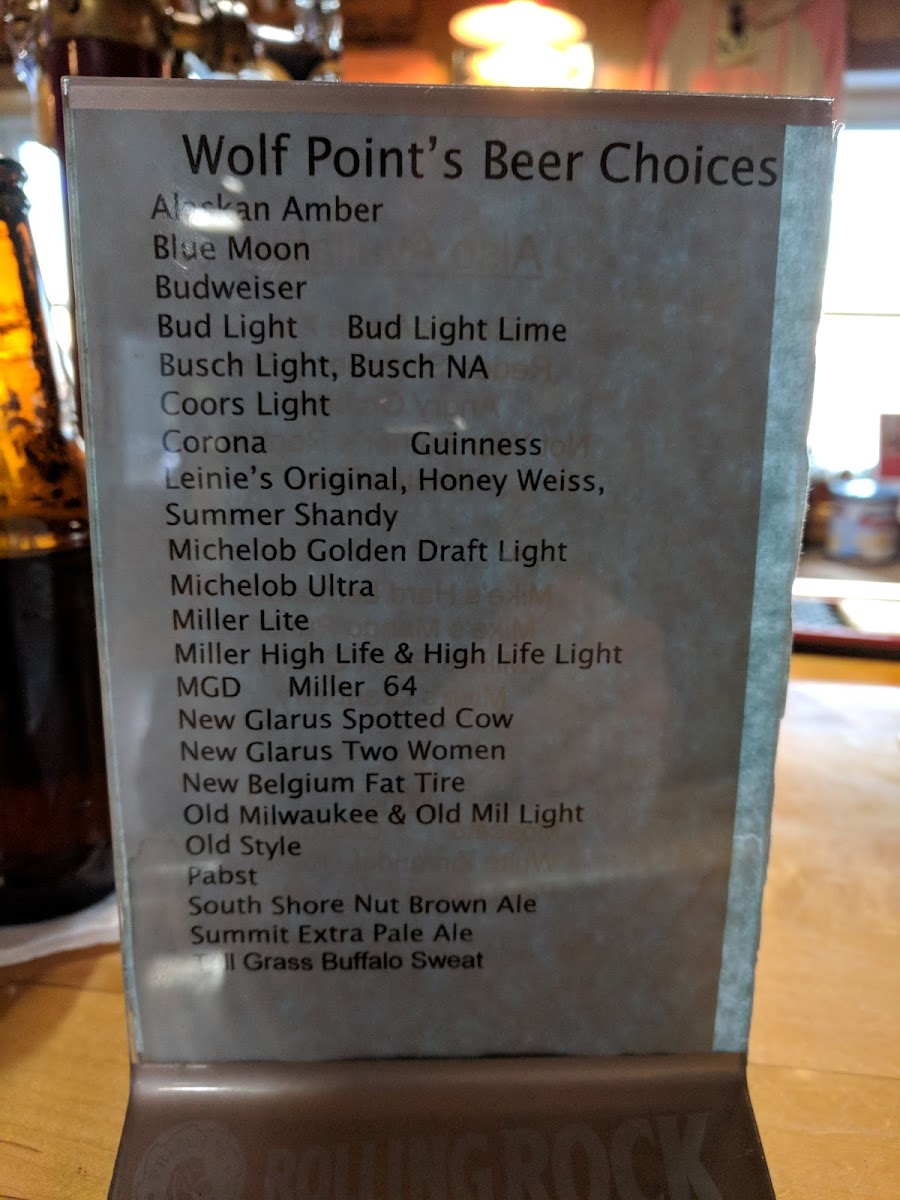 Wolf Point's Beer Choices
Alaskan Amber
Blue Moon
Budweiser
Bud Light Bud Light Lime
Busch Light, Busch NA
Coors Light
Corona Guinness
Leinie's Original, Honey Weiss,
Summer Shandy
Michelob Golden Draft Light
Michelob Ultra
Miller Lite
Miller High Life & High Life Light
MGD Miller 64
New Glarus Spotted Cow
New Glarus Two Women
New Belgium Fat Tire
Old Milwaukee & Old Mil Light
Old Style
Pabst
South Shore Nut Brown Ale
Summit Extra Pale Ale
Tall Grass Buffalo Sweat
ROLLING ROCK